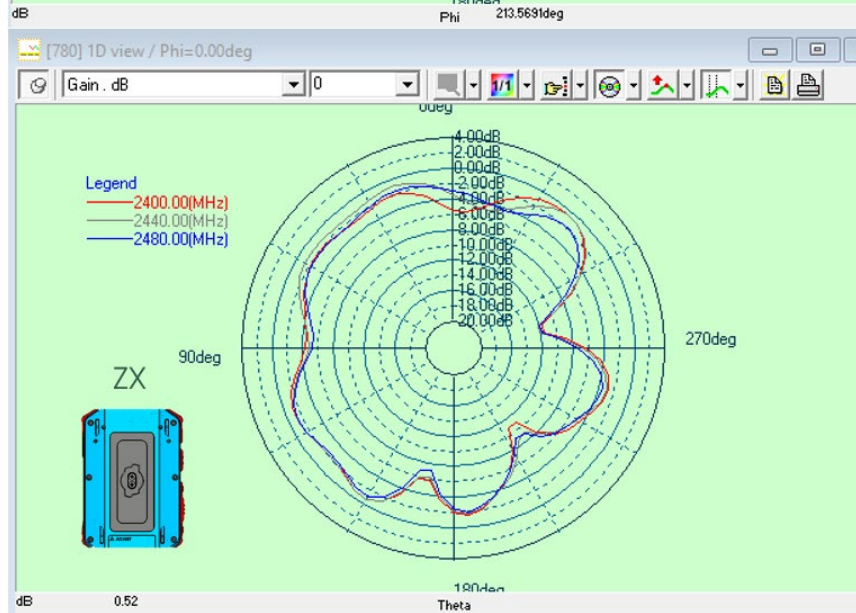 180deg
dB Phi 213.5691deg
[780] 1D view / Phi=0.00deg
Gain . dB 0 1/1
0deg
4.00dB
2.00dB
0.00dB
-2.00dB
-4.00dB
-6.00dB
-8.00dB
-10.00dB
-12.00dB
-14.00dB
-16.00dB
-18.00dB
-20.00dB
Legend
2400.00(MHz)
2440.00(MHz)
2480.00(MHz)
270deg
90deg
ZX
180deg
dB 0.52 Theta